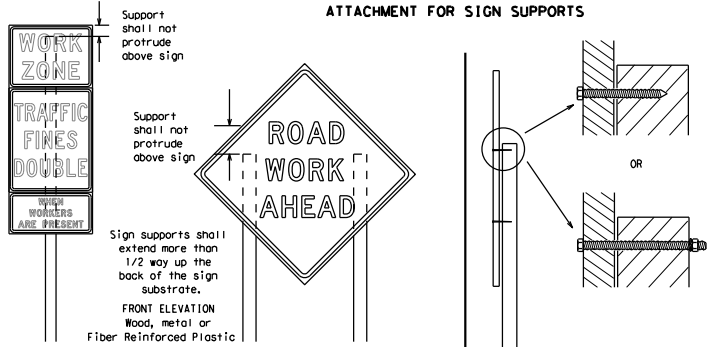 ATTACHMENT FOR SIGN SUPPORTS
Support
shall not
protrude
above sign
WORK
ZONE
TRAFFIC
FINES
DOUBLE
WHEN
WORKERS
ARE PRESENT
Support
shall not
protrude
above sign
ROAD
WORK
AHEAD
Sign supports shall
extend more than
1/2 way up the
back of the sign
substrate.
FRONT ELEVATION
Wood, metal or
Fiber Reinforced Plastic
OR